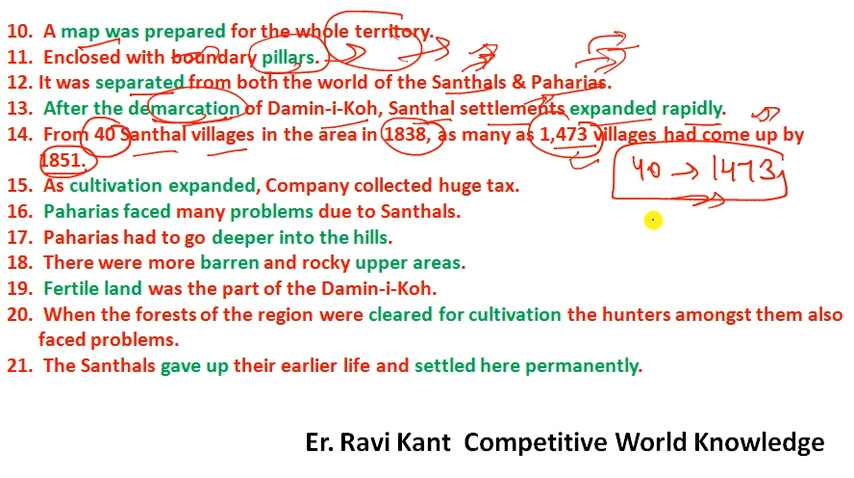 10. A map was prepared for the whole territory.
11. Enclosed with boundary pillars.
12. It was separated from both the world of the Santhals & Paharias.
13. After the demarcation of Damin-i-Koh, Santhal settlements expanded rapidly.
14. From 40 Santhal villages in the area in 1838, as many as 1,473 villages had come up by
1851.
40 → 1473
15. As cultivation expanded, Company collected huge tax.
16. Paharias faced many problems due to Santhals.
17. Paharias had to go deeper into the hills.
18. There were more barren and rocky upper areas.
19. Fertile land was the part of the Damin-i-Koh.
20. When the forests of the region were cleared for cultivation the hunters amongst them also
faced problems.
21. The Santhals gave up their earlier life and settled here permanently.
Er. Ravi Kant Competitive World Knowledge